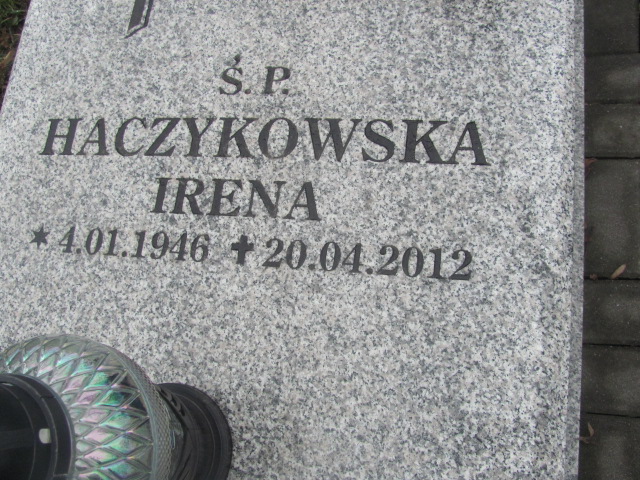 Ś.P.
HACZYKOWSKA
IRENA
★ 4.01.1946 ✝ 20.04.2012